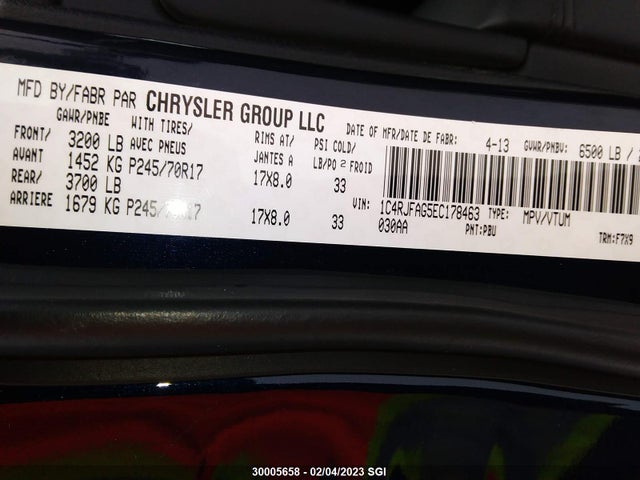 MFD BY/FABR PAR CHRYSLER GROUP LLC DATE OF MFR/DATE DE FABR: 4-13 GVWR/PNBV: 6500 LB /
GAWR/PNBE WITH TIRES/ RIMS AT/ PSI COLD/
FRONT/ 3200 LB AVEC PNEUS JANTES A LB/PO 2 FROID
AVANT 1452 KG P245/70R17 17X8.0 33
REAR/ 3700 LB
ARRIERE 1679 KG P245/70R17 17X8.0 33
VIN: 1C4RJFAG5EC178463 TYPE: MPV/VTUM
030AA PNT:PBU TRM:F7X9
30005658 - 02/04/2023 SGI